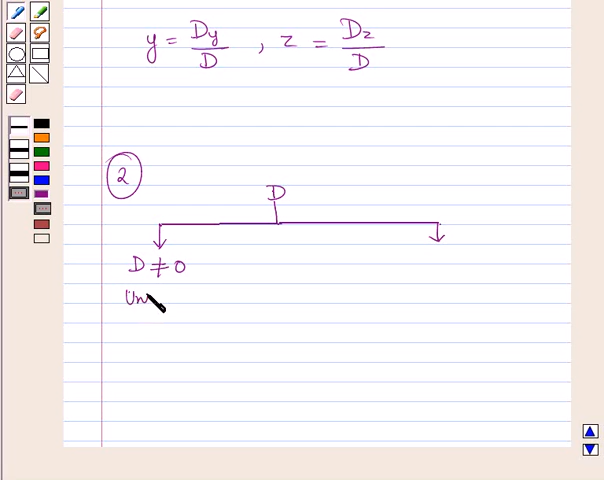 y = Dy/D , z = Dz/D
2
D
D ≠ 0
Un